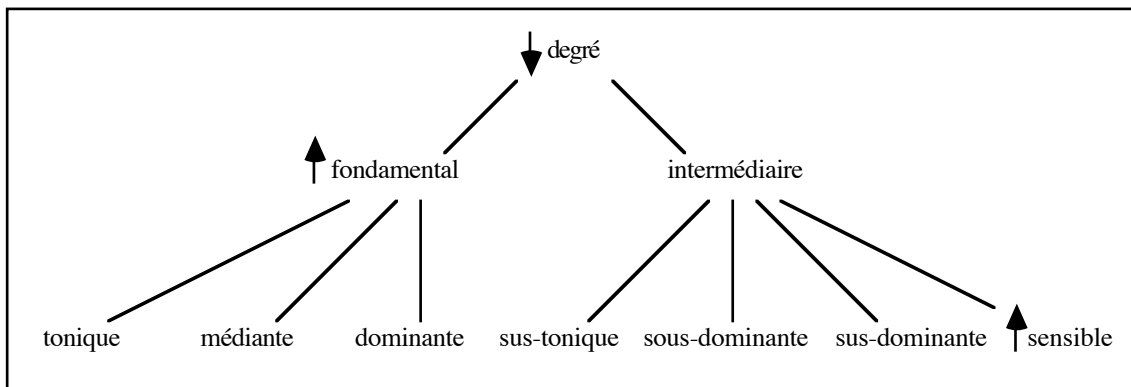 degré
fondamental intermédiaire
tonique médiante dominante sus-tonique sous-dominante sus-dominante sensible